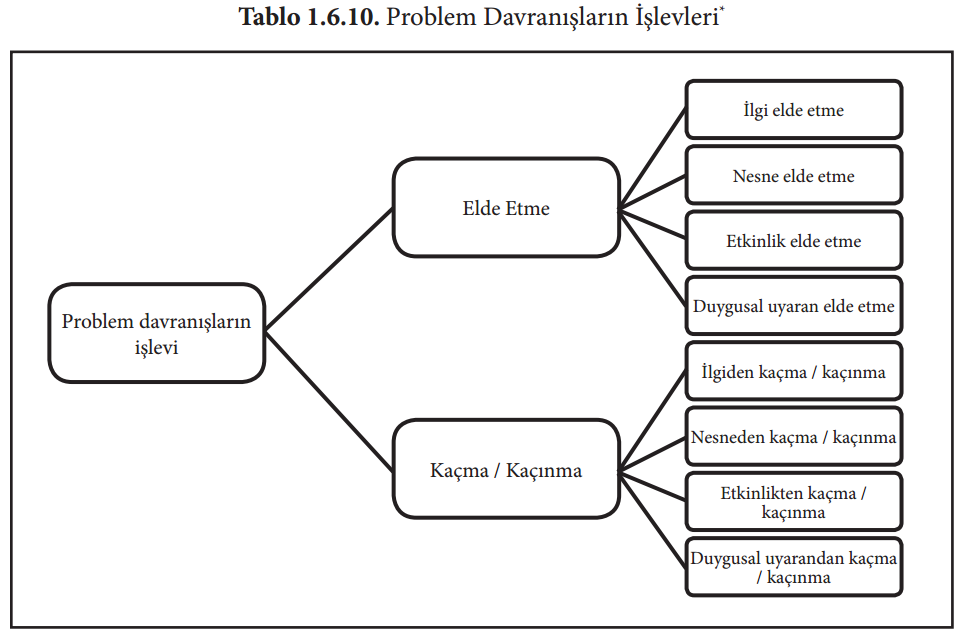 Tablo 1.6.10. Problem Davranışların İşlevleri*
Problem davranışların
işlevi
Elde Etme
İlgi elde etme
Nesne elde etme
Etkinlik elde etme
Duygusal uyaran elde etme
Kaçma / Kaçınma
İlgiden kaçma / kaçınma
Nesneden kaçma / kaçınma
Etkinlikten kaçma /
kaçınma
Duygusal uyarandan kaçma
/ kaçınma